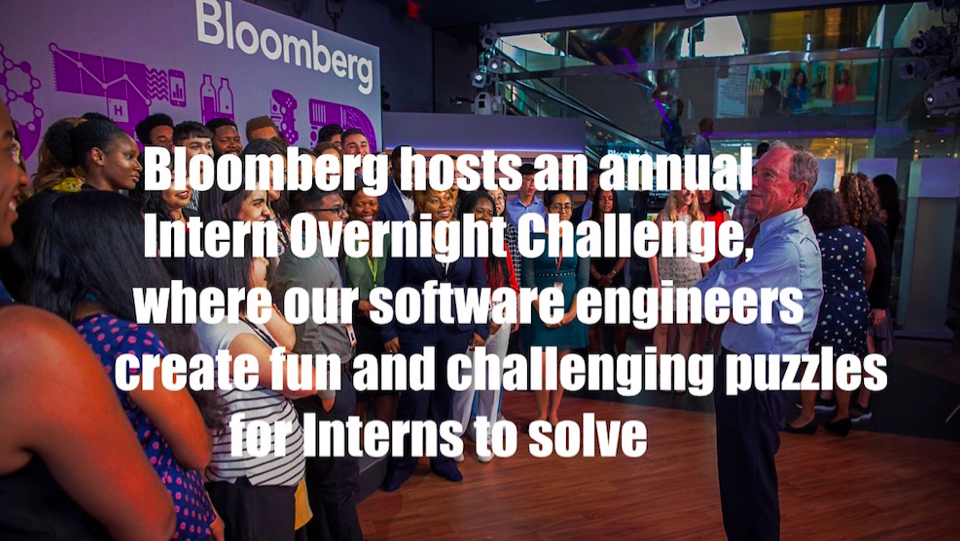 Bloomberg
Bloomberg hosts an annual
Intern Overnight Challenge,
where our software engineers
create fun and challenging puzzles
for Interns to solve